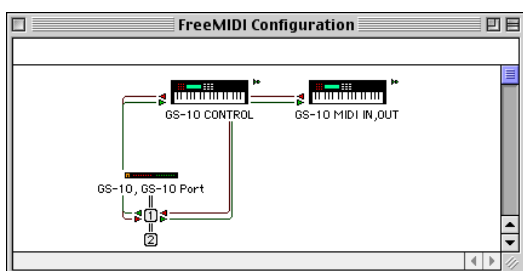 FreeMIDI Configuration
GS-10 CONTROL
GS-10 MIDI IN,OUT
GS-10, GS-10 Port
1
2